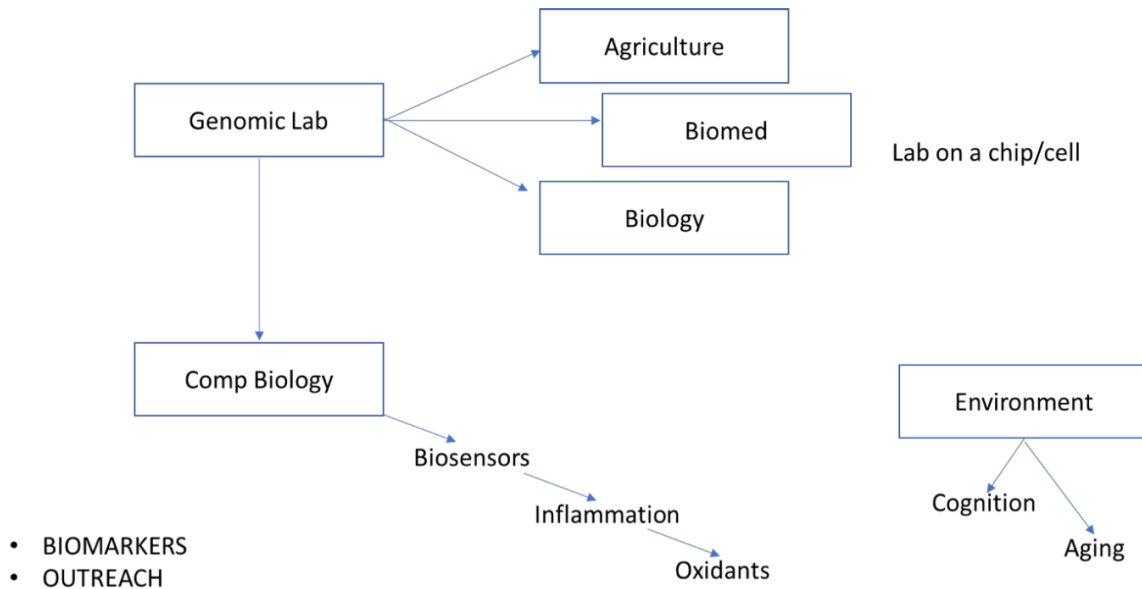 Agriculture
Genomic Lab
Biomed
Lab on a chip/cell
Biology
Comp Biology
Environment
Biosensors
Cognition
Inflammation
• BIOMARKERS
Aging
Oxidants
• OUTREACH